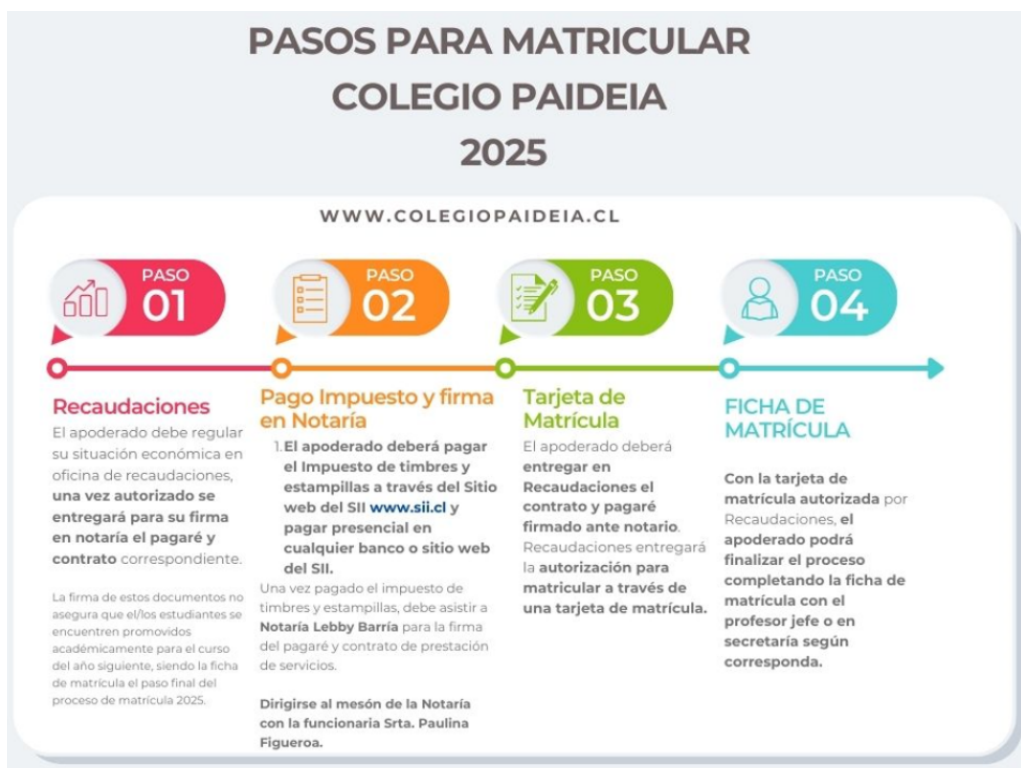 PASOS PARA MATRICULAR
COLEGIO PAIDEIA
2025
WWW.COLEGIOPAIDEIA.CL
PASO
01
Recaudaciones
El apoderado debe regular
su situación económica en
oficina de recaudaciones,
una vez autorizado se
entregará para su firma
en notaría el pagaré y
contrato correspondiente.
La firma de estos documentos no
asegura que el/los estudiantes se
encuentren promovidos
académicamente para el curso
del año siguiente, siendo la ficha
de matrícula el paso final del
proceso de matrícula 2025.
PASO
02
Pago Impuesto y firma
en Notaría
1. El apoderado deberá pagar
el Impuesto de timbres y
estampillas a través del Sitio
web del SII www.sii.cl y
pagar presencial en
cualquier banco o sitio web
del SII.
Una vez pagado el impuesto de
timbres y estampillas, debe asistir a
Notaría Lebby Barría para la firma
del pagaré y contrato de prestación
de servicios.
Dirigirse al mesón de la Notaría
con la funcionaria Srta. Paulina
Figueroa.
PASO
03
Tarjeta de
Matrícula
El apoderado deberá
entregar en
Recaudaciones el
contrato y pagaré
firmado ante notario.
Recaudaciones entregará
la autorización para
matricular a través de
una tarjeta de matrícula.
PASO
04
FICHA DE
MATRÍCULA
Con la tarjeta de
matrícula autorizada por
Recaudaciones, el
apoderado podrá
finalizar el proceso
completando la ficha de
matrícula con el
profesor jefe o en
secretaría según
corresponda.